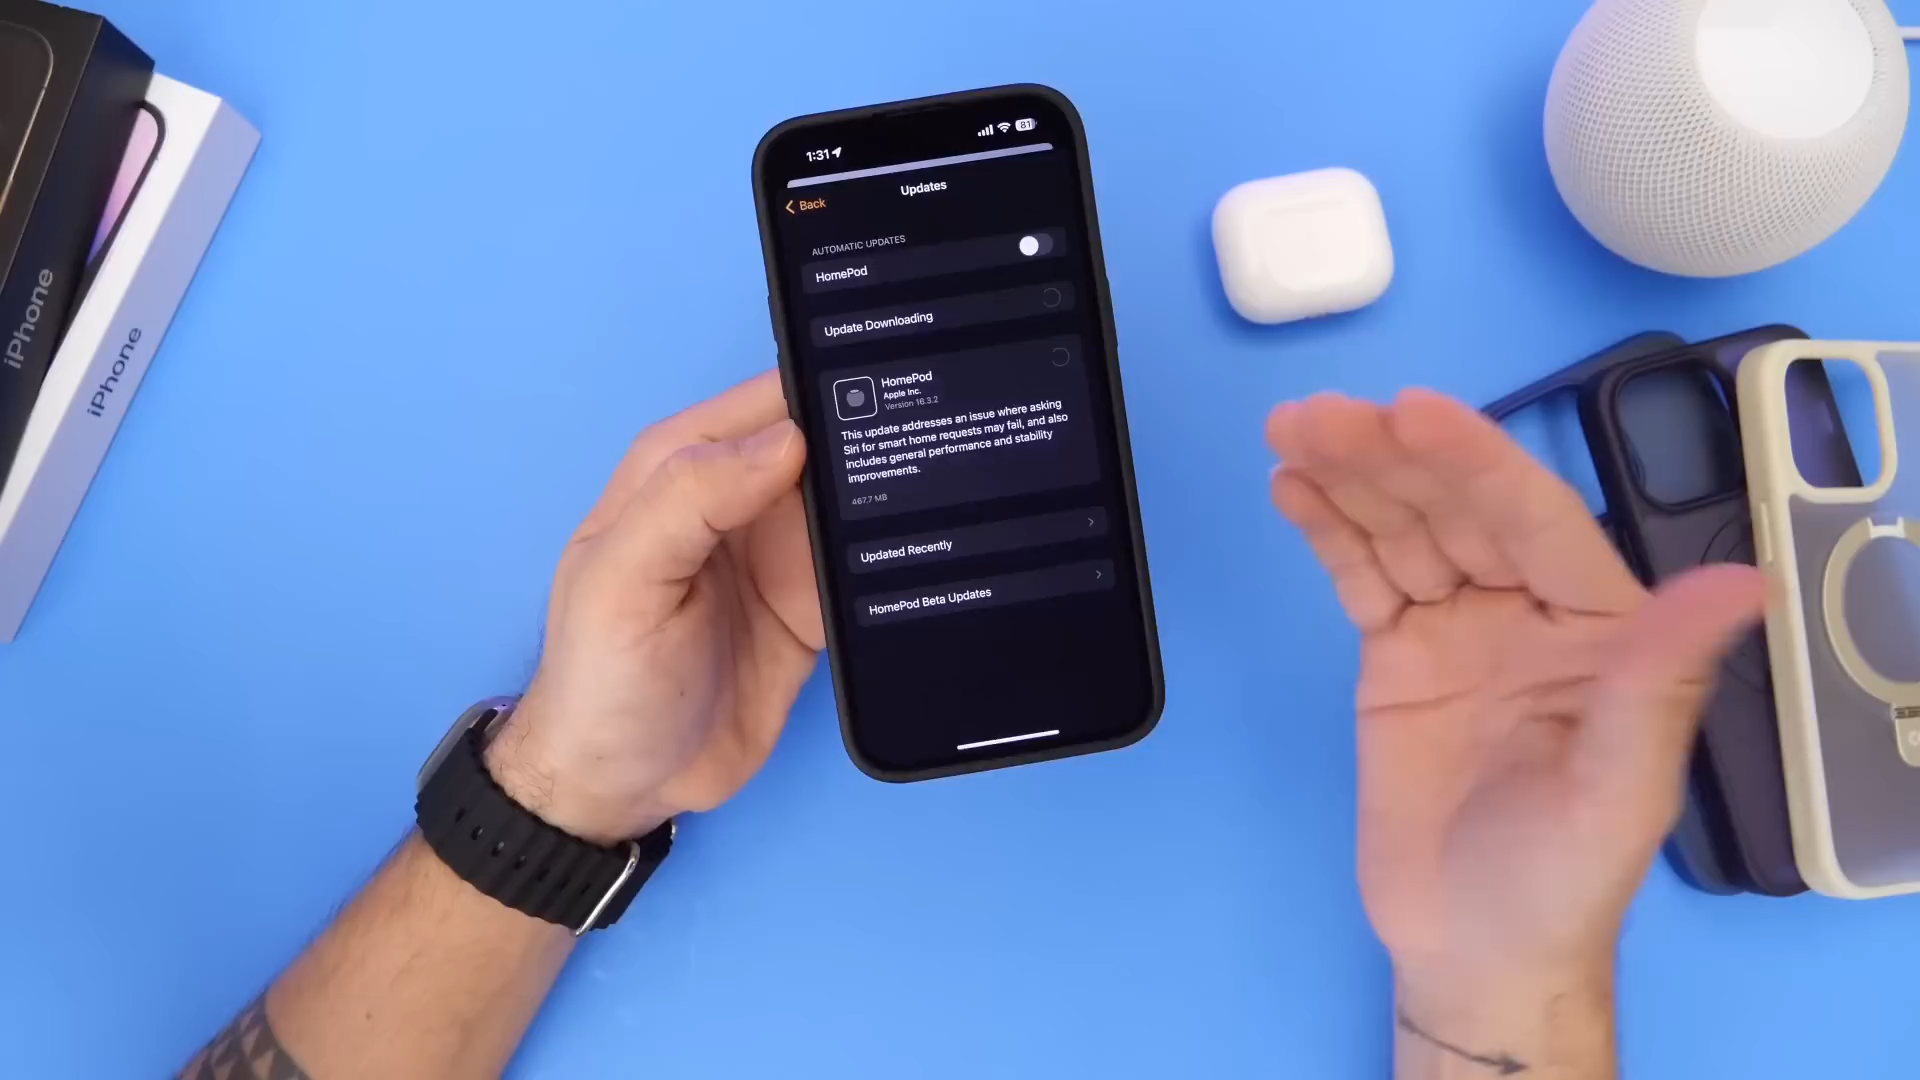 iPhone
iPhone
1:31
81
Updates
Back
AUTOMATIC UPDATES
HomePod
Update Downloading
HomePod
Apple Inc.
Version 16.3.2
This update addresses an issue where asking
Siri for smart home requests may fail, and also
includes general performance and stability
improvements.
467.7 MB
Updated Recently
HomePod Beta Updates